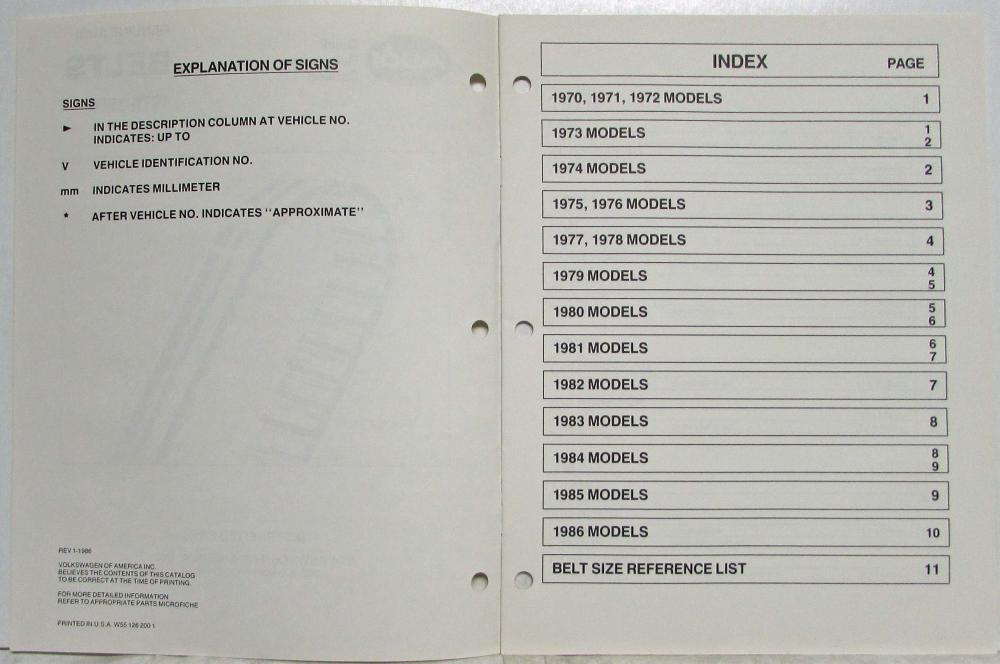 EXPLANATION OF SIGNS
SIGNS
► IN THE DESCRIPTION COLUMN AT VEHICLE NO.
INDICATES: UP TO
V VEHICLE IDENTIFICATION NO.
mm INDICATES MILLIMETER
* AFTER VEHICLE NO. INDICATES "APPROXIMATE"
REV 1-1986
VOLKSWAGEN OF AMERICA INC.
BELIEVES THE CONTENTS OF THIS CATALOG
TO BE CORRECT AT THE TIME OF PRINTING.
FOR MORE DETAILED INFORMATION
REFER TO APPROPRIATE PARTS MICROFICHE
PRINTED IN U.S.A. W55 126 200 1
INDEX PAGE
1970, 1971, 1972 MODELS 1
1973 MODELS 1
2
1974 MODELS 2
1975, 1976 MODELS 3
1977, 1978 MODELS 4
1979 MODELS 4
5
1980 MODELS 5
6
1981 MODELS 6
7
1982 MODELS 7
1983 MODELS 8
1984 MODELS 8
9
1985 MODELS 9
1986 MODELS 10
BELT SIZE REFERENCE LIST 11